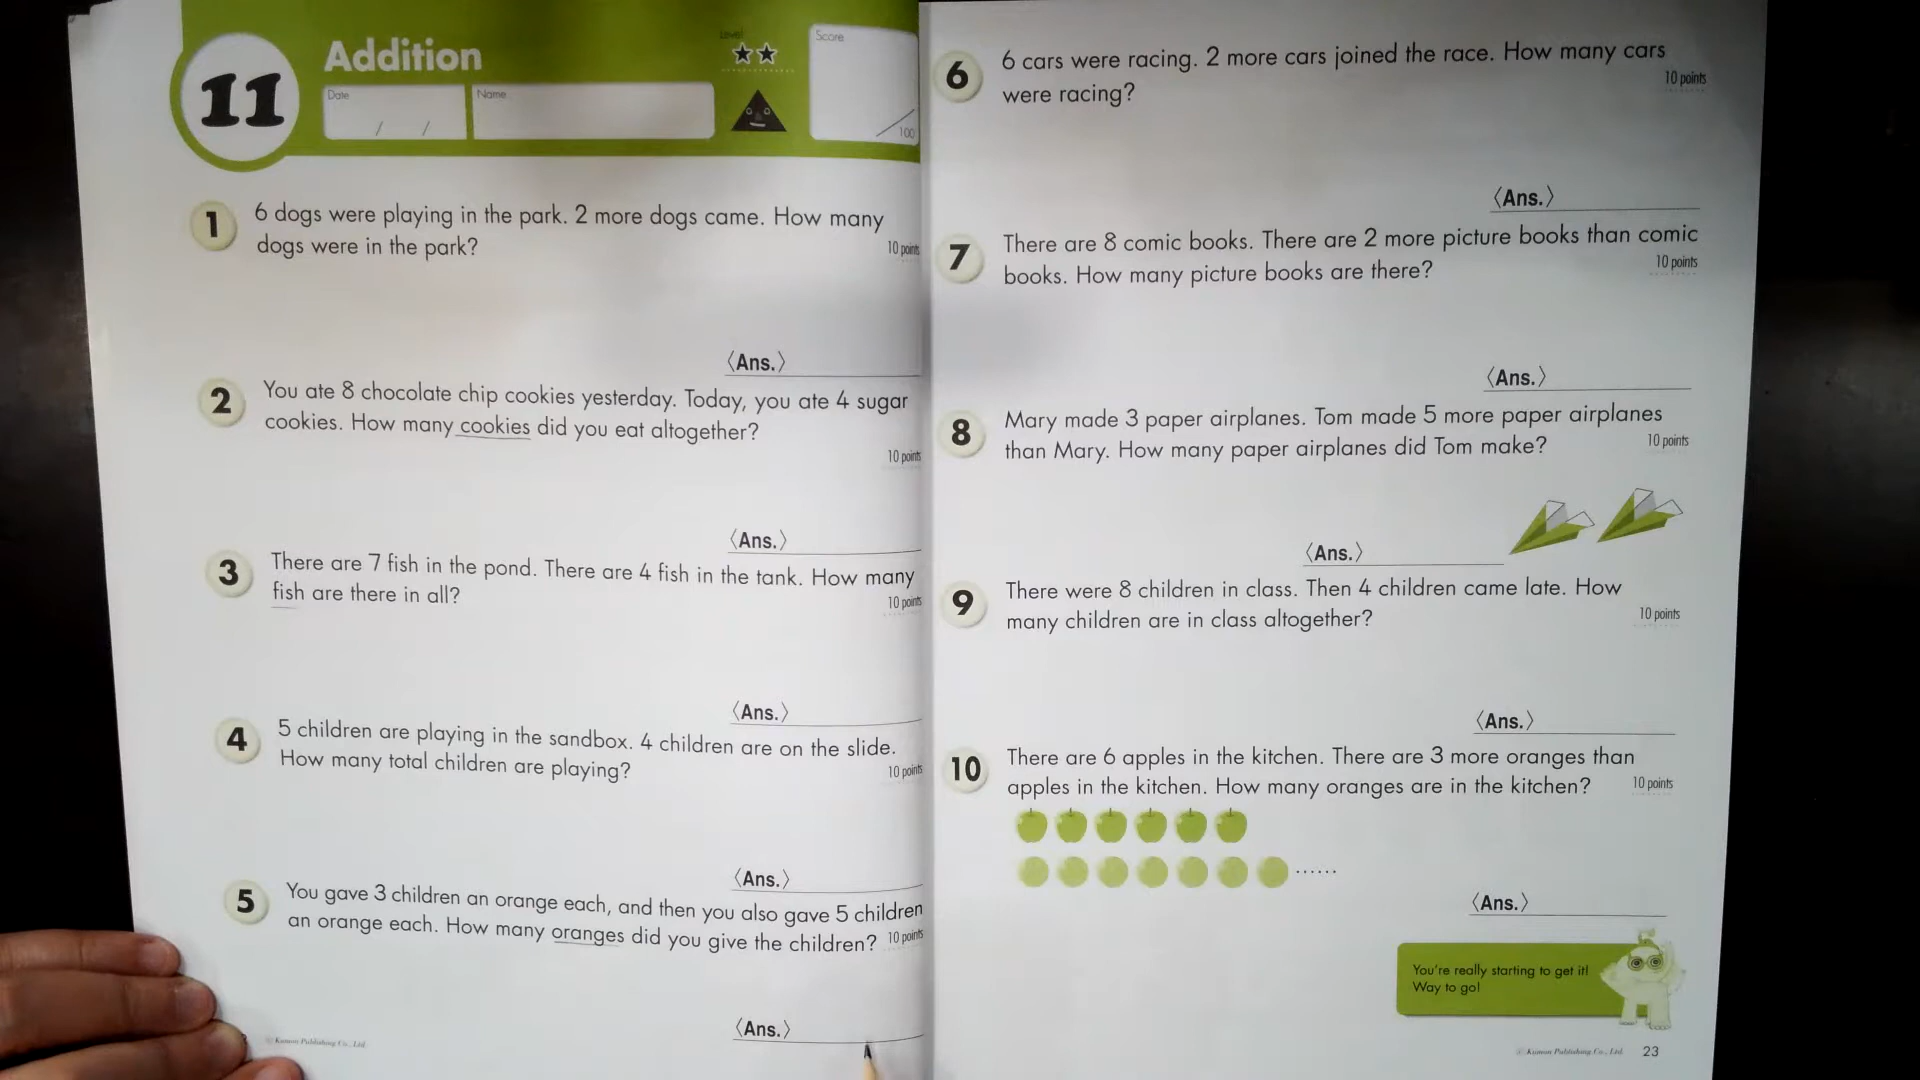 11
Addition
Level
★★
Score
Date
Name
/ /
/100
1
6 dogs were playing in the park. 2 more dogs came. How many
dogs were in the park?
10 points
〈Ans.〉
2
You ate 8 chocolate chip cookies yesterday. Today, you ate 4 sugar
cookies. How many cookies did you eat altogether?
10 points
〈Ans.〉
3
There are 7 fish in the pond. There are 4 fish in the tank. How many
fish are there in all?
10 points
〈Ans.〉
4
5 children are playing in the sandbox. 4 children are on the slide.
How many total children are playing?
10 points
〈Ans.〉
5
You gave 3 children an orange each, and then you also gave 5 children
an orange each. How many oranges did you give the children?
10 points
〈Ans.〉
© Kumon Publishing Co., Ltd.
6
6 cars were racing. 2 more cars joined the race. How many cars
were racing?
10 points
〈Ans.〉
7
There are 8 comic books. There are 2 more picture books than comic
books. How many picture books are there?
10 points
〈Ans.〉
8
Mary made 3 paper airplanes. Tom made 5 more paper airplanes
than Mary. How many paper airplanes did Tom make?
10 points
〈Ans.〉
9
There were 8 children in class. Then 4 children came late. How
many children are in class altogether?
10 points
〈Ans.〉
10
There are 6 apples in the kitchen. There are 3 more oranges than
apples in the kitchen. How many oranges are in the kitchen?
10 points
......
〈Ans.〉
You're really starting to get it!
Way to go!
© Kumon Publishing Co., Ltd.
23